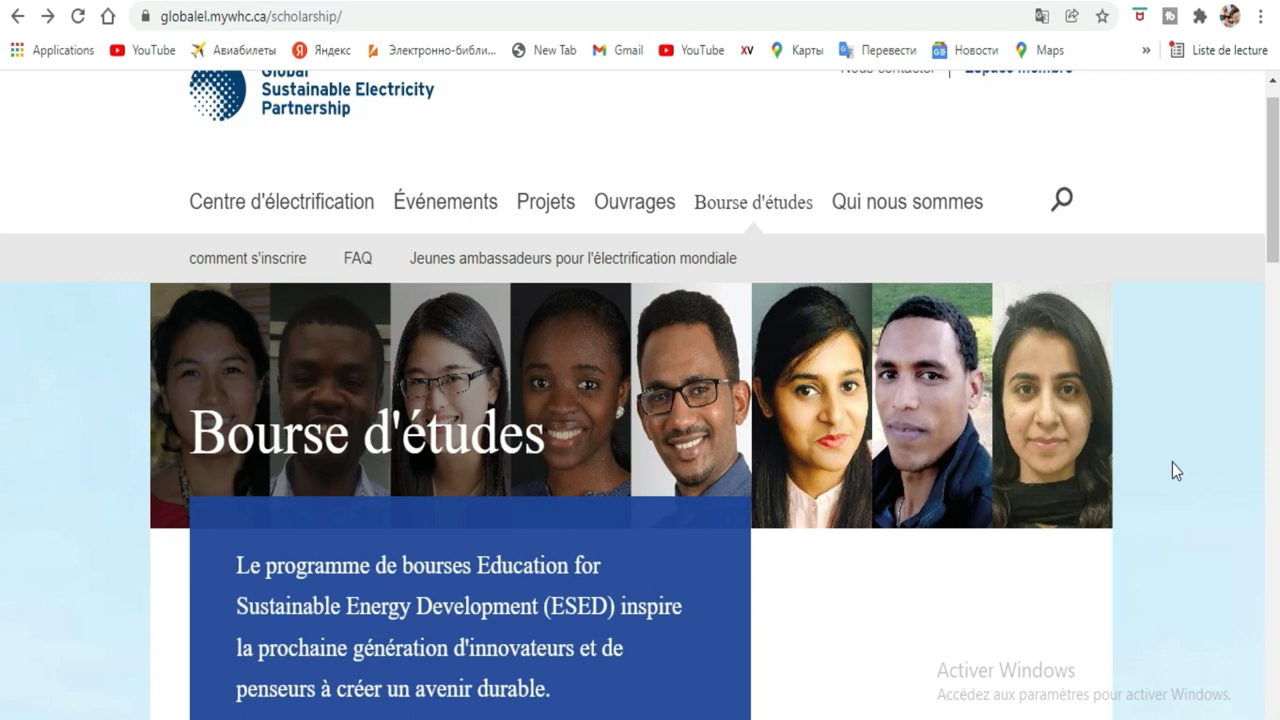 globalel.mywhc.ca/scholarship/
Applications
YouTube
Авиабилеты
Яндекс
Электронно-библи...
New Tab
Gmail
YouTube
XV
Карты
Перевести
Новости
Maps
»
Liste de lecture
Global
Sustainable Electricity
Partnership
Nous contacter | Espace membre
Centre d'électrification
Événements
Projets
Ouvrages
Bourse d'études
Qui nous sommes
comment s'inscrire
FAQ
Jeunes ambassadeurs pour l'électrification mondiale
Bourse d'études
Le programme de bourses Education for
Sustainable Energy Development (ESED) inspire
la prochaine génération d'innovateurs et de
penseurs à créer un avenir durable.
Activer Windows
Accédez aux paramètres pour activer Windows.